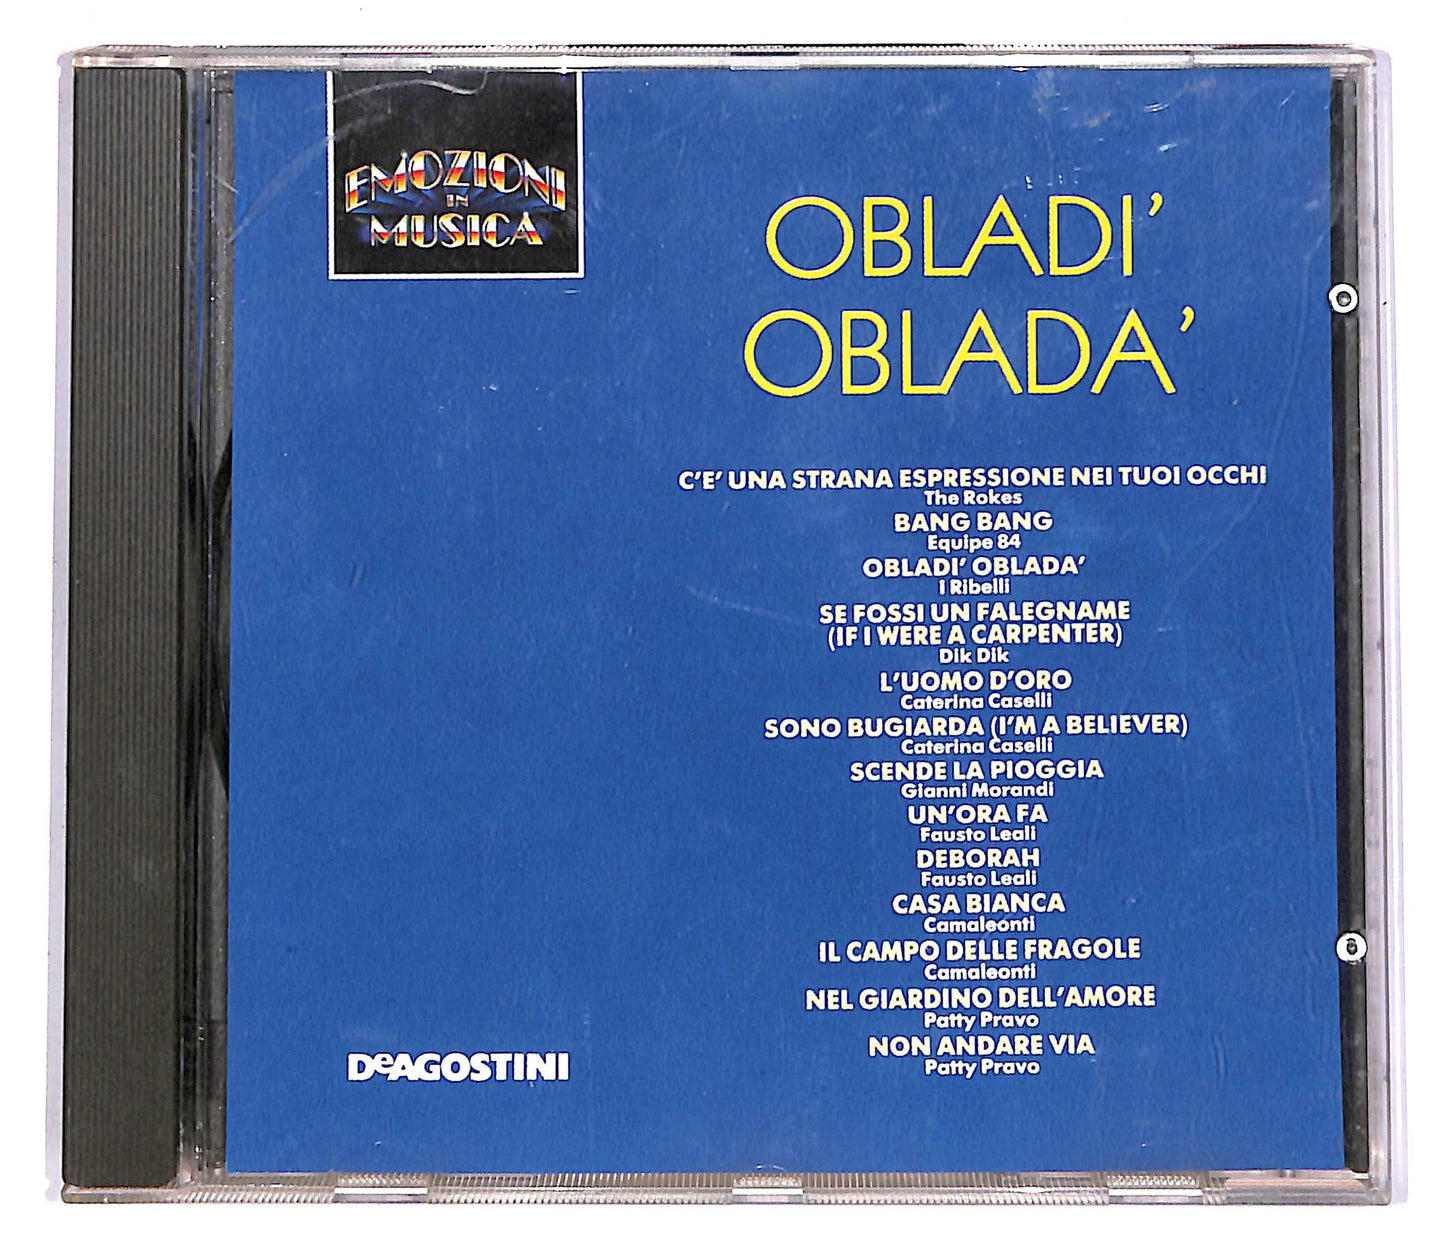 EMOZIONI
IN
MUSICA
OBLADI'
OBLADA'
C'E' UNA STRANA ESPRESSIONE NEI TUOI OCCHI
The Rokes
BANG BANG
Equipe 84
OBLADI' OBLADA'
I Ribelli
SE FOSSI UN FALEGNAME
(IF I WERE A CARPENTER)
Dik Dik
L'UOMO D'ORO
Caterina Caselli
SONO BUGIARDA (I'M A BELIEVER)
Caterina Caselli
SCENDE LA PIOGGIA
Gianni Morandi
UN'ORA FA
Fausto Leali
DEBORAH
Fausto Leali
CASA BIANCA
Camaleonti
IL CAMPO DELLE FRAGOLE
Camaleonti
NEL GIARDINO DELL'AMORE
Patty Pravo
NON ANDARE VIA
Patty Pravo
DeAGOSTINI